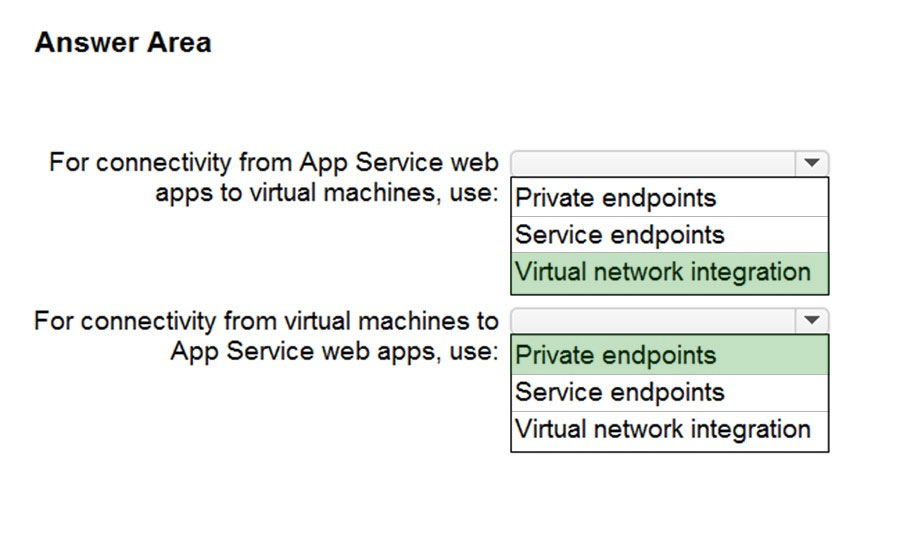 Answer Area
For connectivity from App Service web
apps to virtual machines, use:
Private endpoints
Service endpoints
Virtual network integration
For connectivity from virtual machines to
App Service web apps, use:
Private endpoints
Service endpoints
Virtual network integration